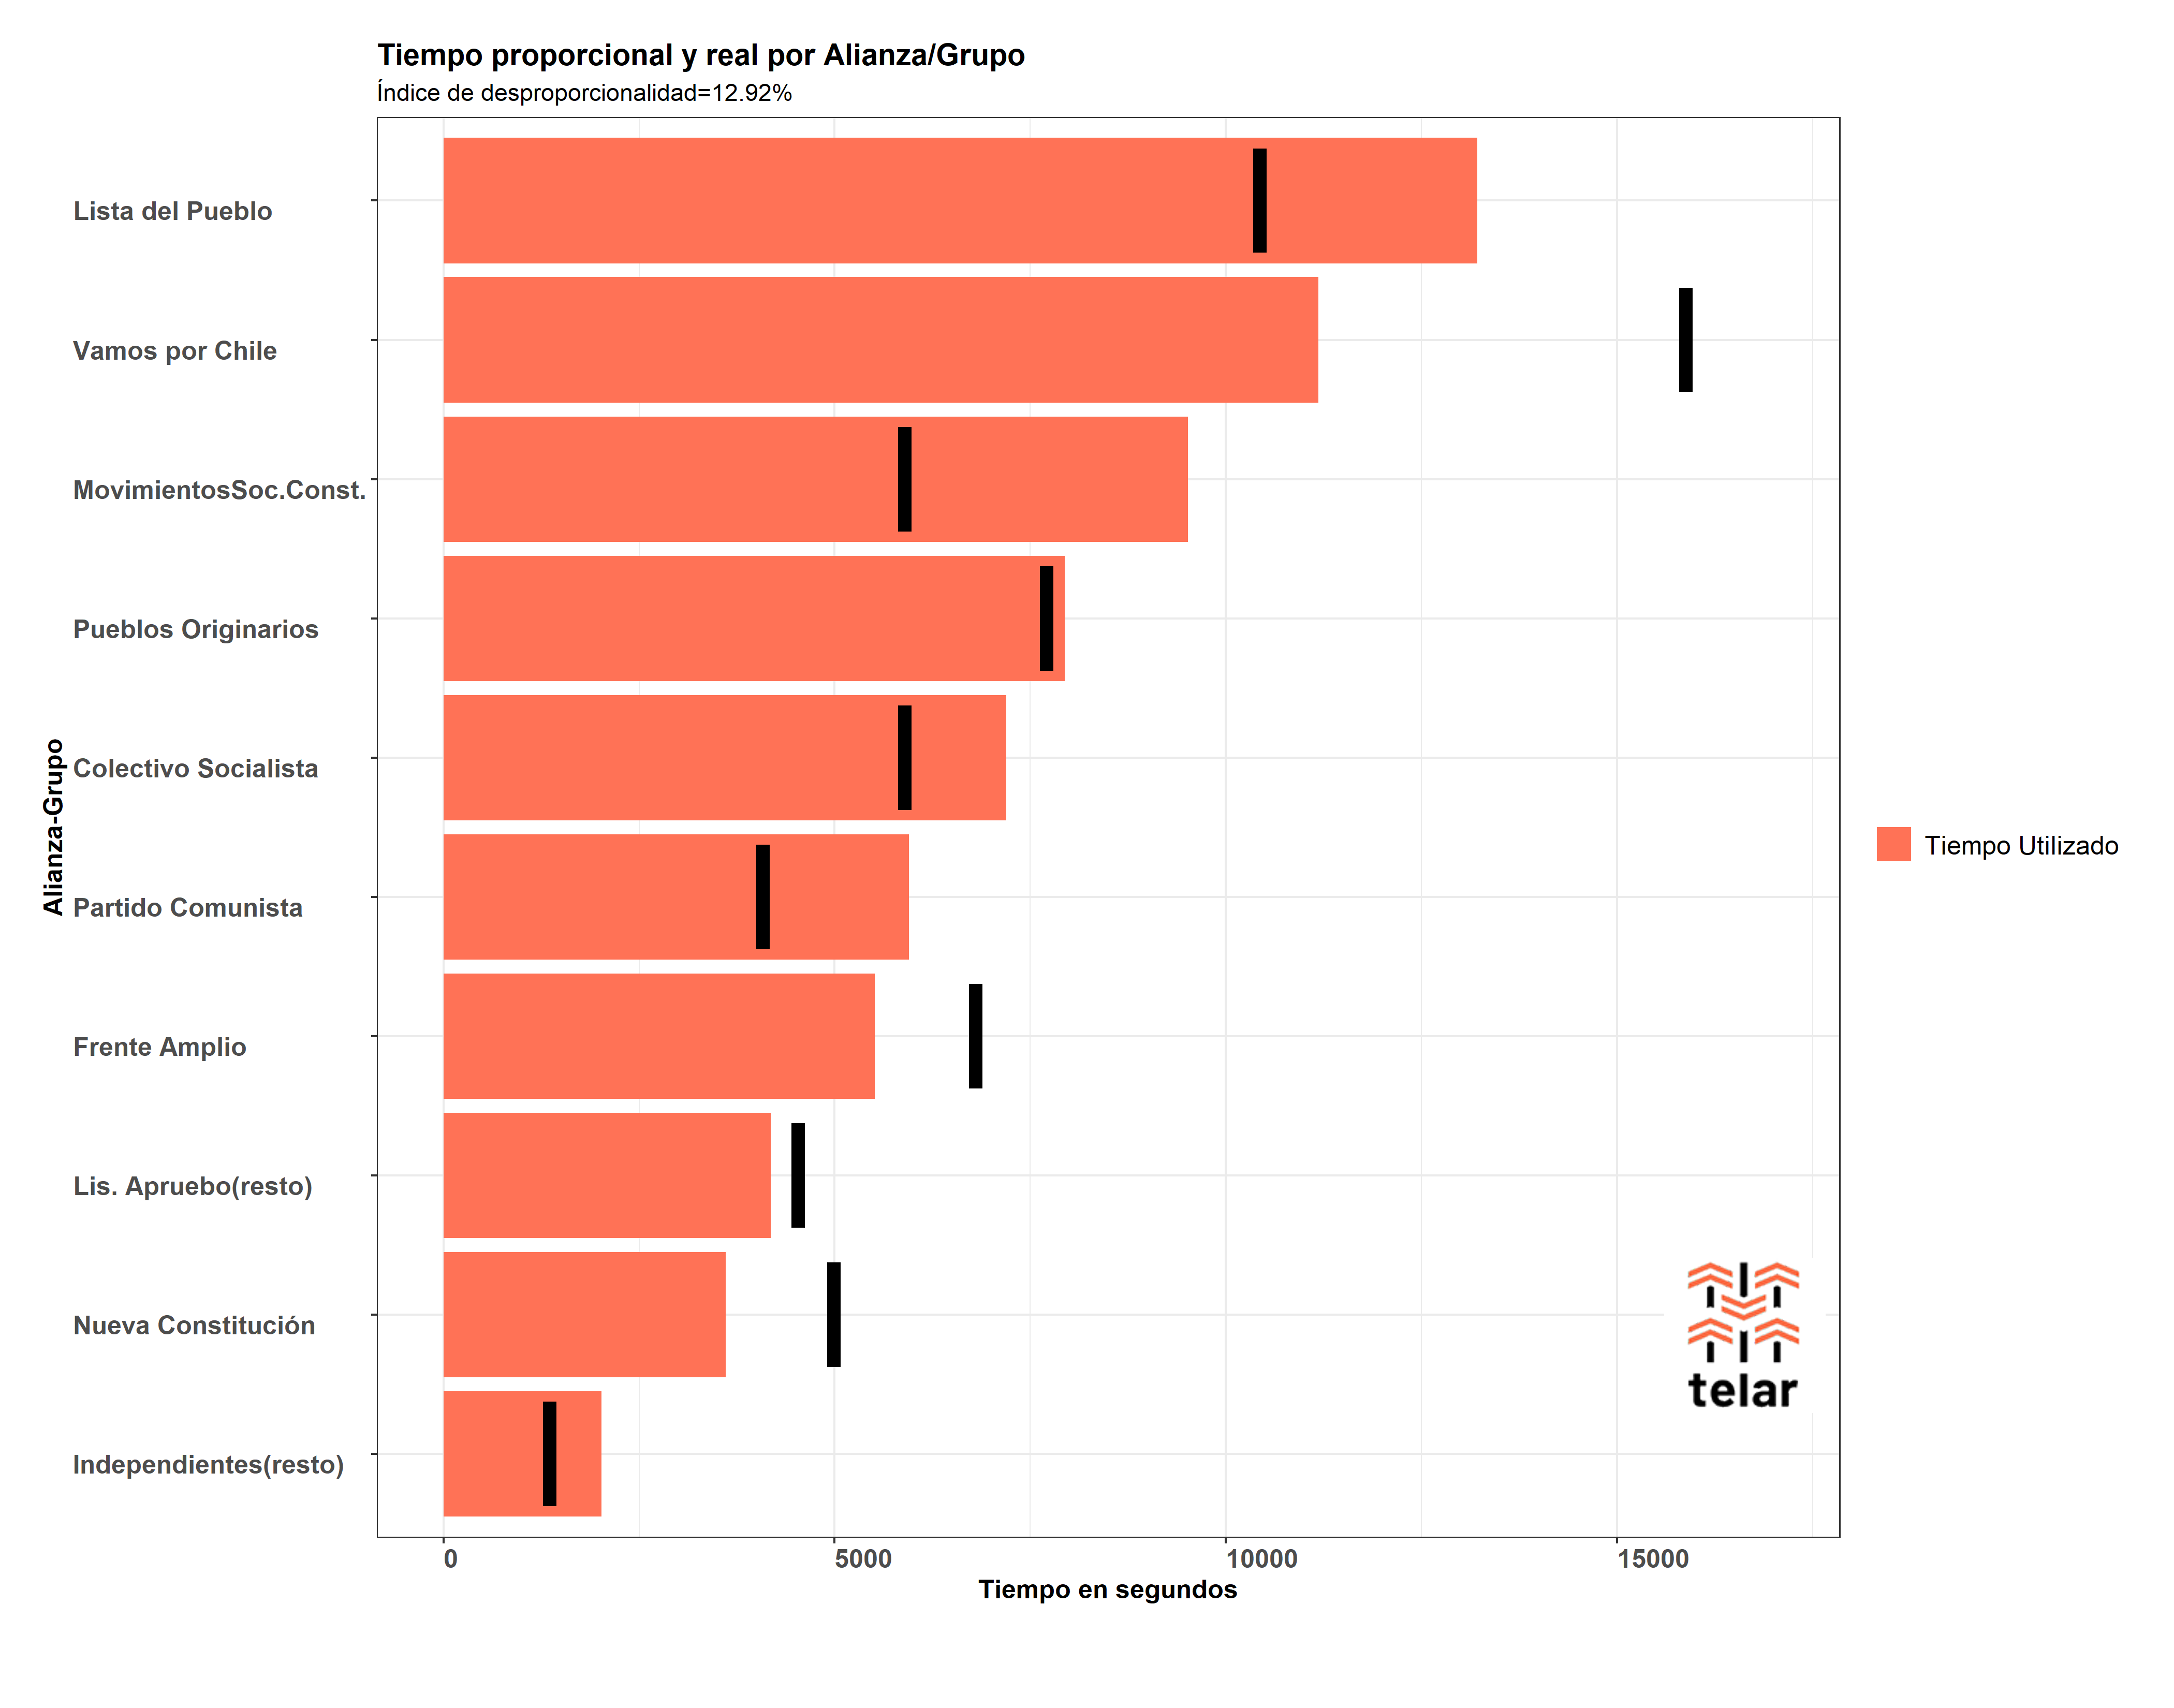 Tiempo proporcional y real por Alianza/Grupo
Índice de desproporcionalidad=12.92%
Lista del Pueblo
Vamos por Chile
MovimientosSoc.Const.
Pueblos Originarios
Colectivo Socialista
Partido Comunista
Frente Amplio
Lis. Apruebo(resto)
Nueva Constitución
Independientes(resto)
Alianza-Grupo
0 5000 10000 15000
Tiempo en segundos
Tiempo Utilizado
telar